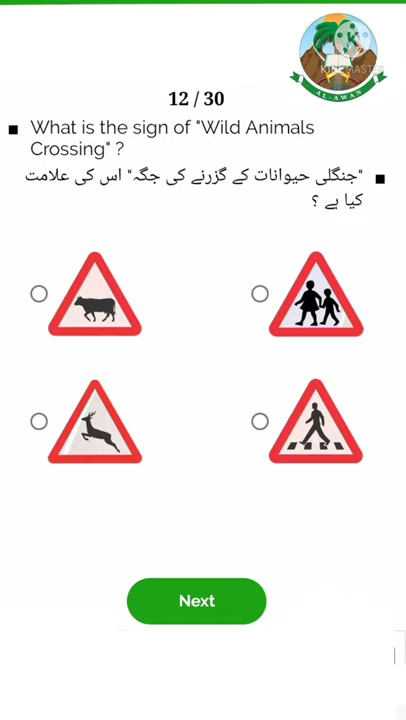 KINEMASTER
AL-AWAN
12 / 30
■ What is the sign of "Wild Animals
Crossing" ?
■ "جنگلی حیوانات کے گزرنے کی جگہ" اس کی علامت
کیا ہے ؟
Next